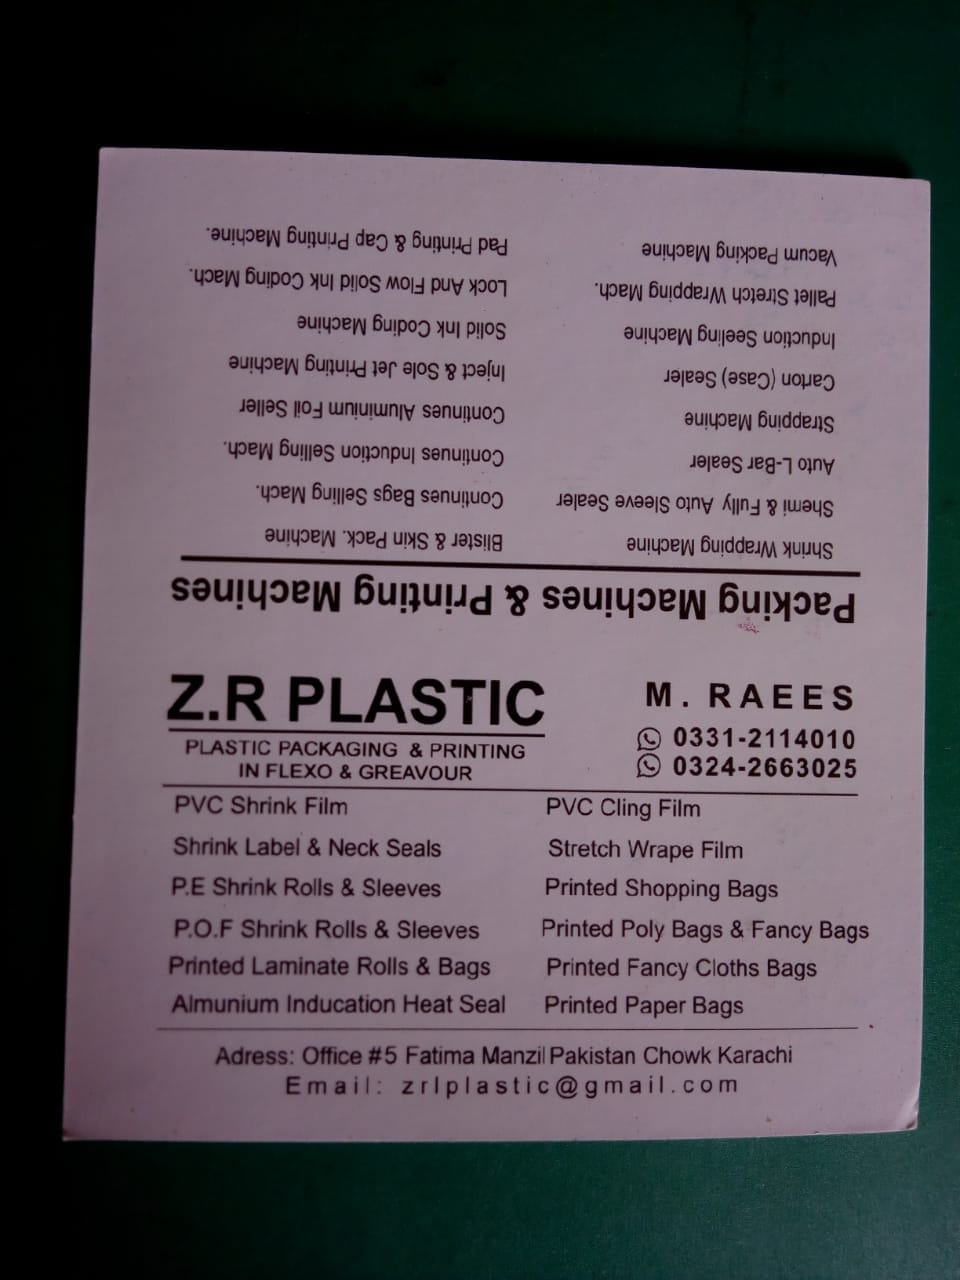 Z.R PLASTIC
PLASTIC PACKAGING & PRINTING
IN FLEXO & GREAVOUR
M. RAEES
0331-2114010
0324-2663025
PVC Shrink Film
Shrink Label & Neck Seals
P.E Shrink Rolls & Sleeves
P.O.F Shrink Rolls & Sleeves
Printed Laminate Rolls & Bags
Almunium Inducation Heat Seal
PVC Cling Film
Stretch Wrape Film
Printed Shopping Bags
Printed Poly Bags & Fancy Bags
Printed Fancy Cloths Bags
Printed Paper Bags
Adress: Office #5 Fatima Manzil Pakistan Chowk Karachi
Email: zrlplastic@gmail.com
Packing Machines & Printing Machines
Shrink Wrapping Machine
Shemi & Fully Auto Sleeve Sealer
Auto L-Bar Sealer
Strapping Machine
Carton (Case) Sealer
Induction Seeling Machine
Pallet Stretch Wrapping Mach.
Vacum Packing Machine
Blister & Skin Pack. Machine
Continues Bags Selling Mach.
Continues Induction Selling Mach.
Continues Aluminium Foil Seller
Inject & Sole Jet Printing Machine
Solid Ink Coding Machine
Lock And Flow Solid Ink Coding Mach.
Pad Printing & Cap Printing Machine.